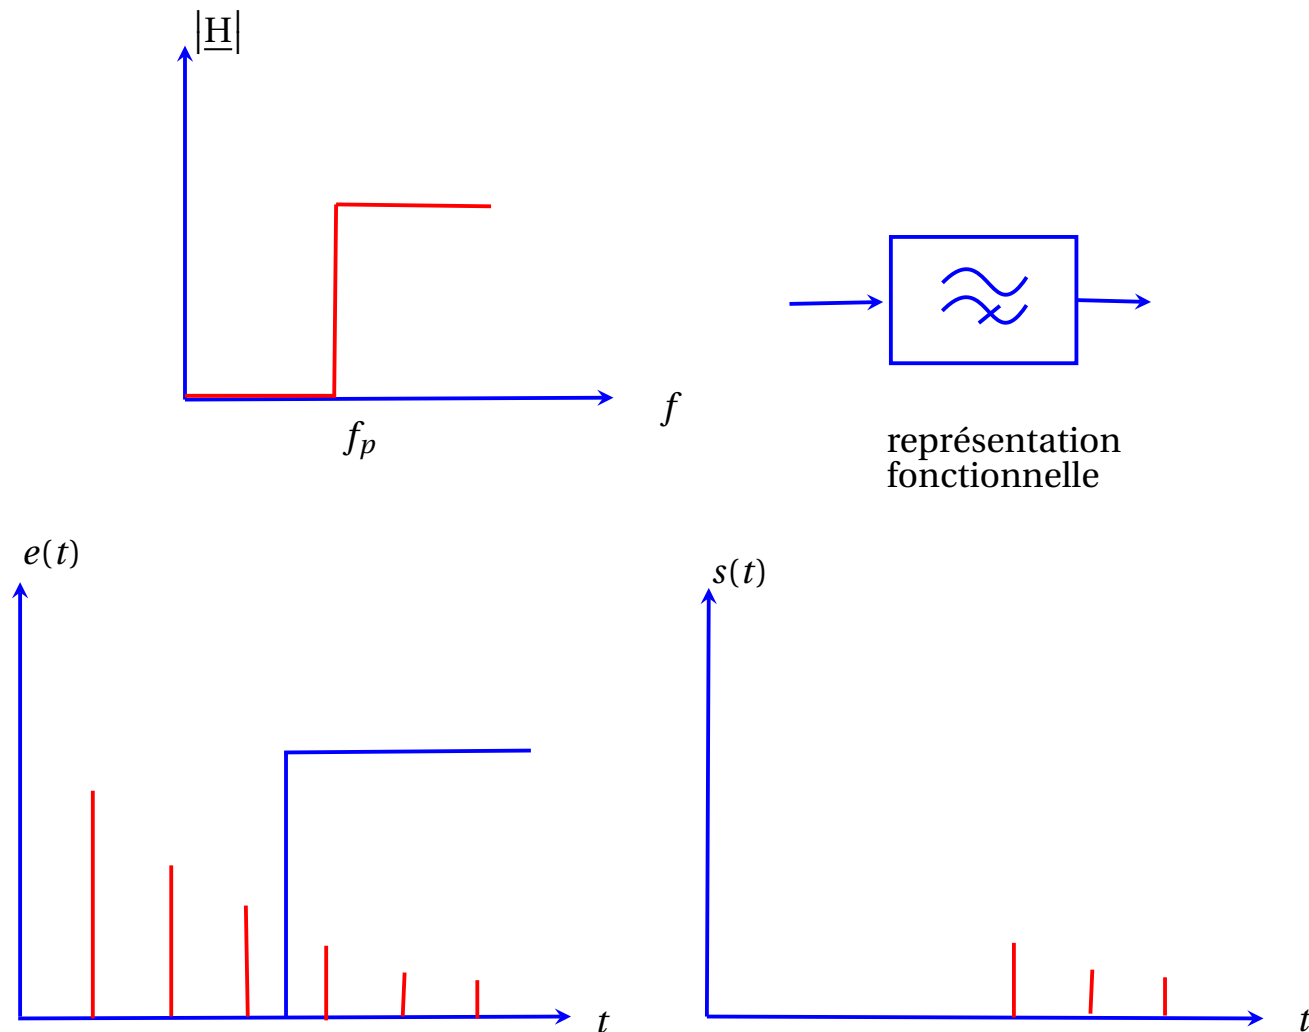 |H|
f
f_p
représentation
fonctionnelle
e(t)
s(t)
t
t